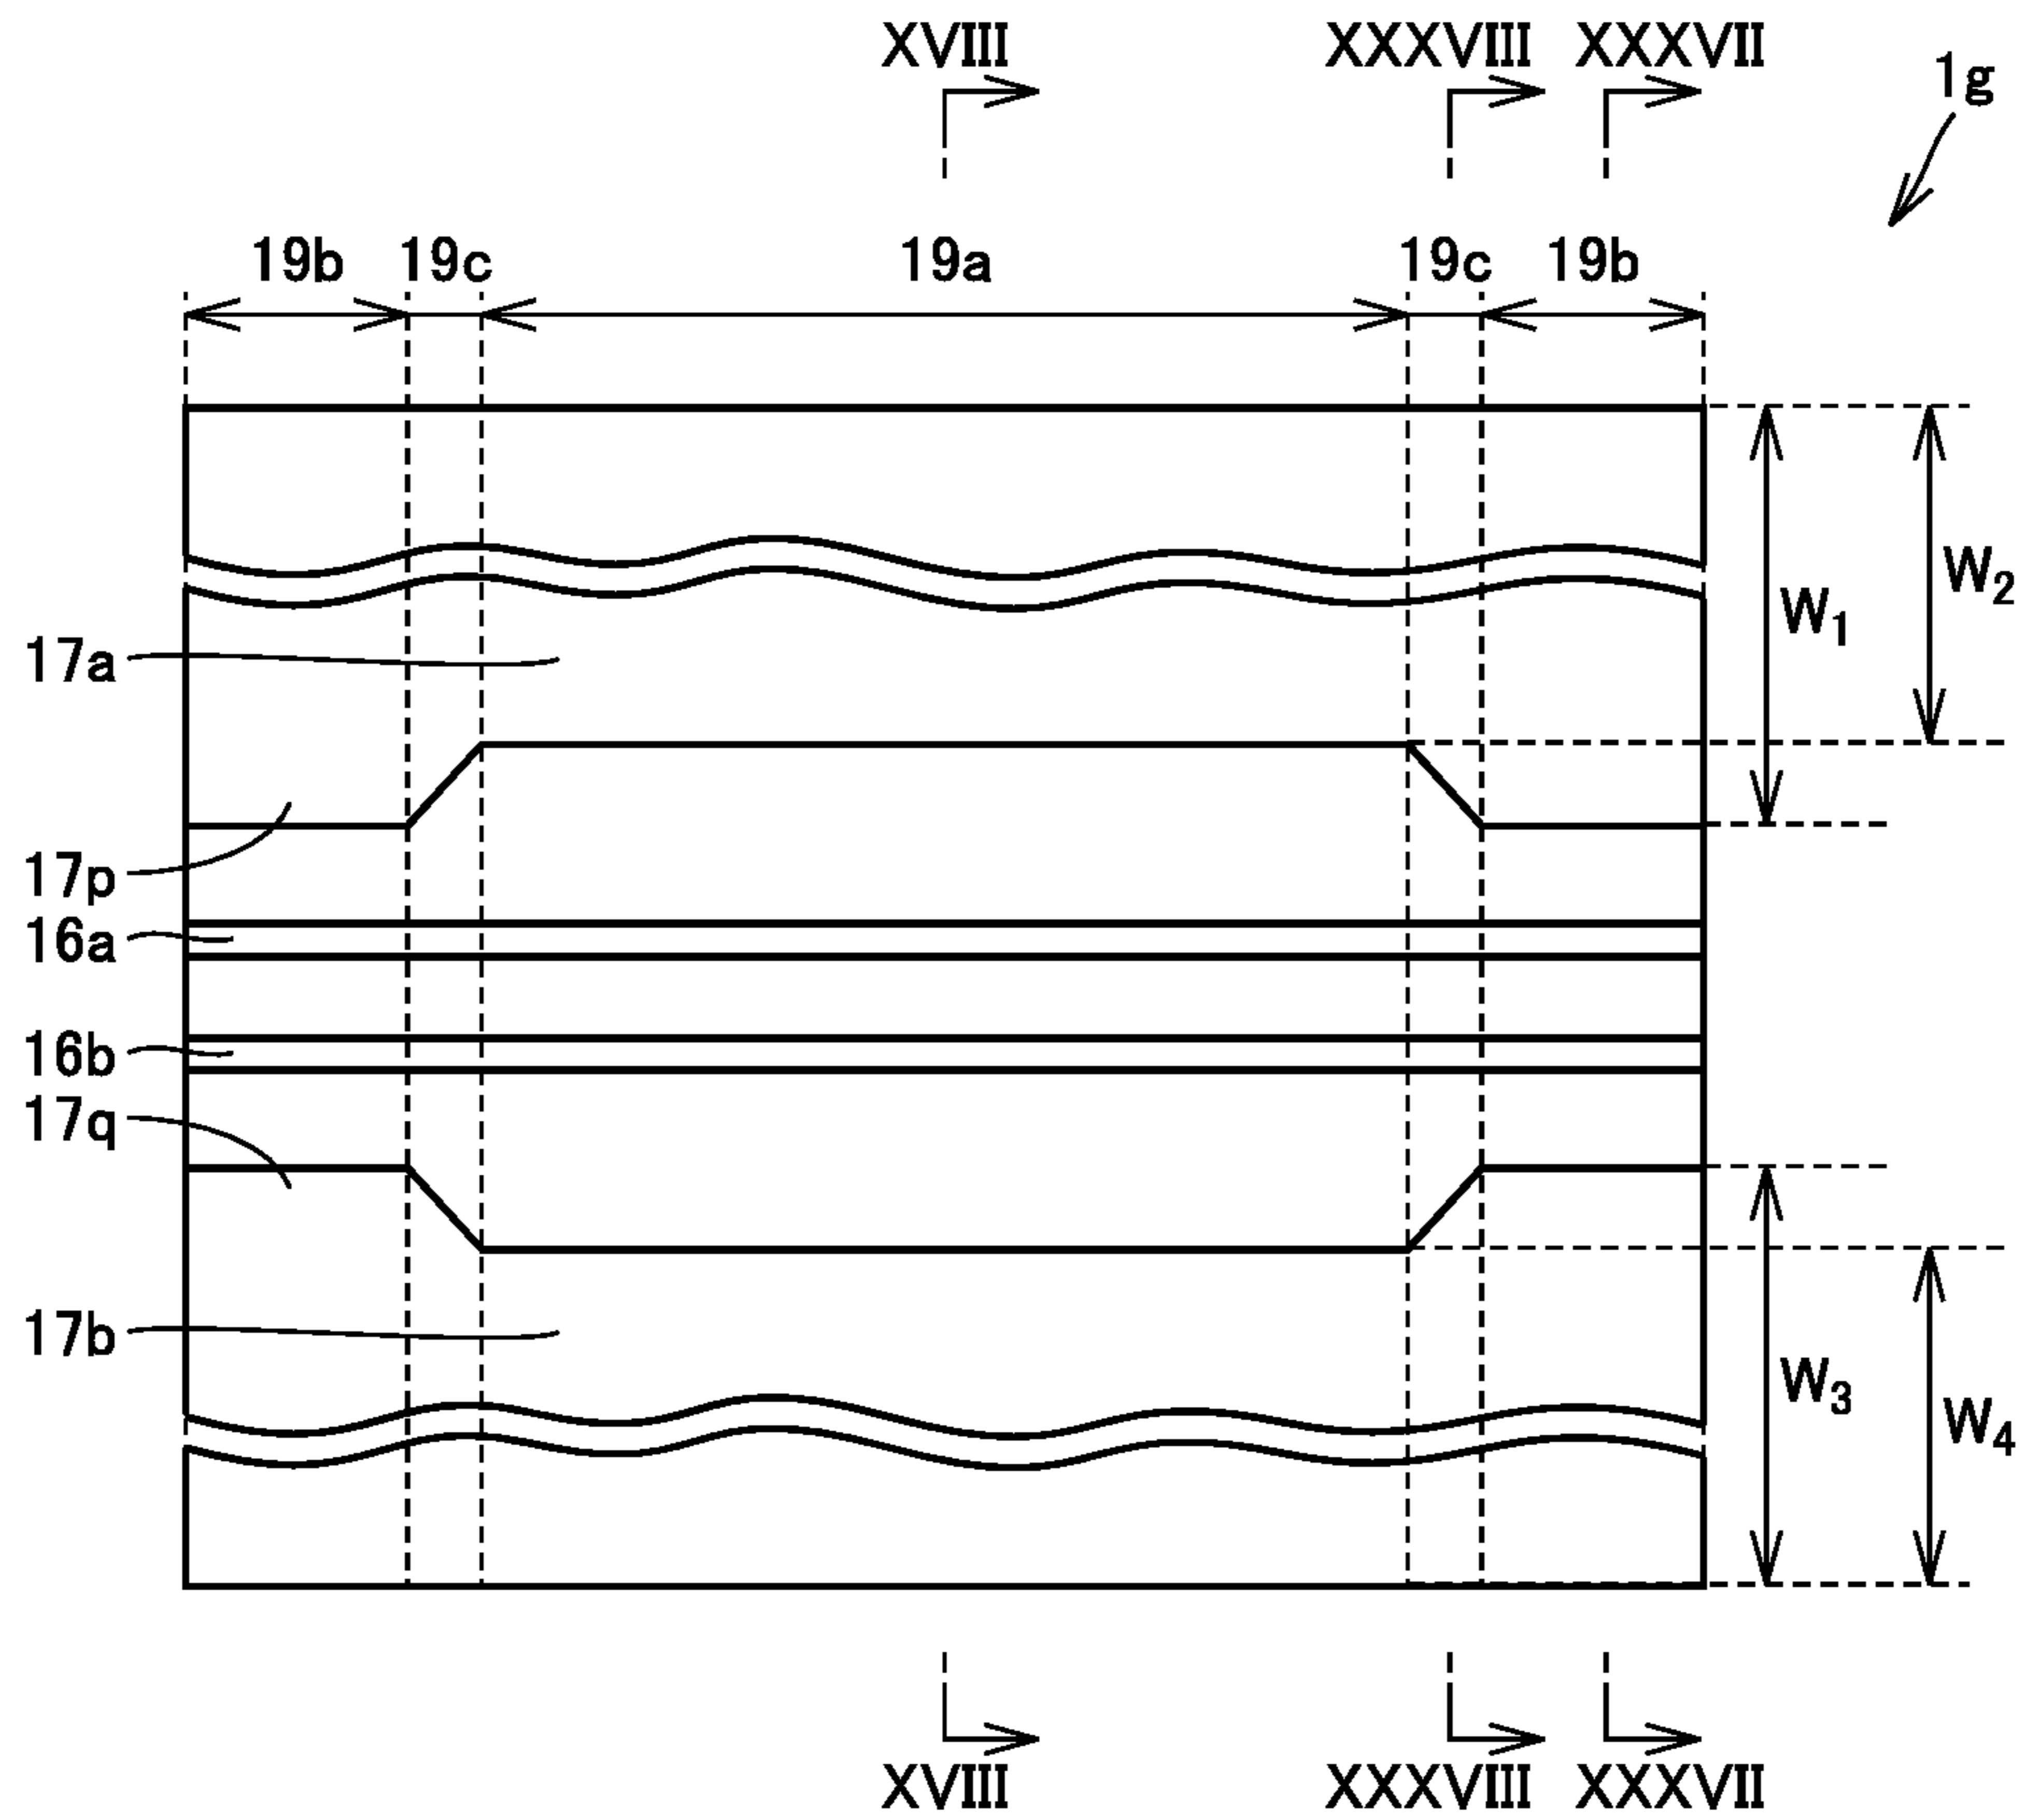 XVIII XXXVIII XXXVII
1g
19b 19c 19a 19c 19b
W2
W1
17a
17p
16a
16b
17q
17b
W3
W4
XVIII XXXVIII XXXVII